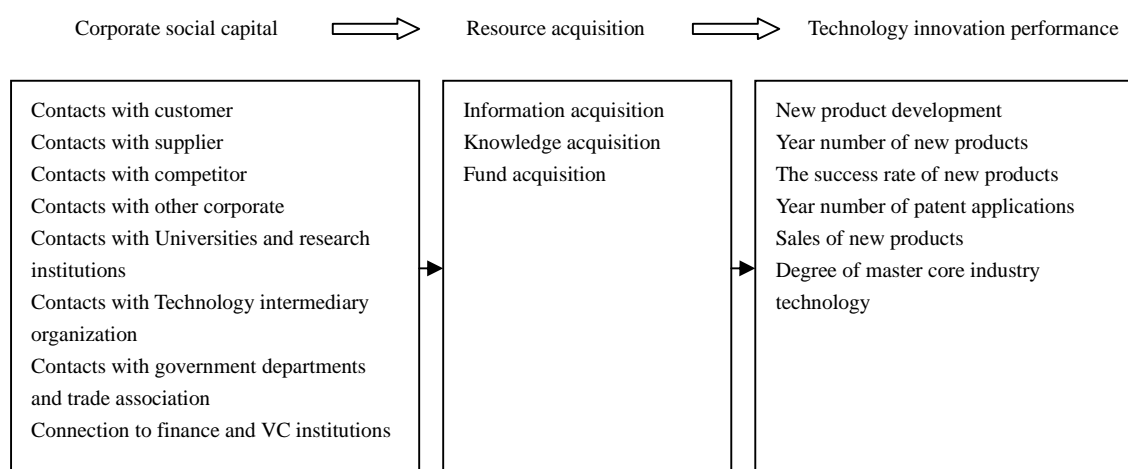 Corporate social capital
Resource acquisition
Technology innovation performance
Contacts with customer
Contacts with supplier
Contacts with competitor
Contacts with other corporate
Contacts with Universities and research
institutions
Contacts with Technology intermediary
organization
Contacts with government departments
and trade association
Connection to finance and VC institutions
Information acquisition
Knowledge acquisition
Fund acquisition
New product development
Year number of new products
The success rate of new products
Year number of patent applications
Sales of new products
Degree of master core industry
technology